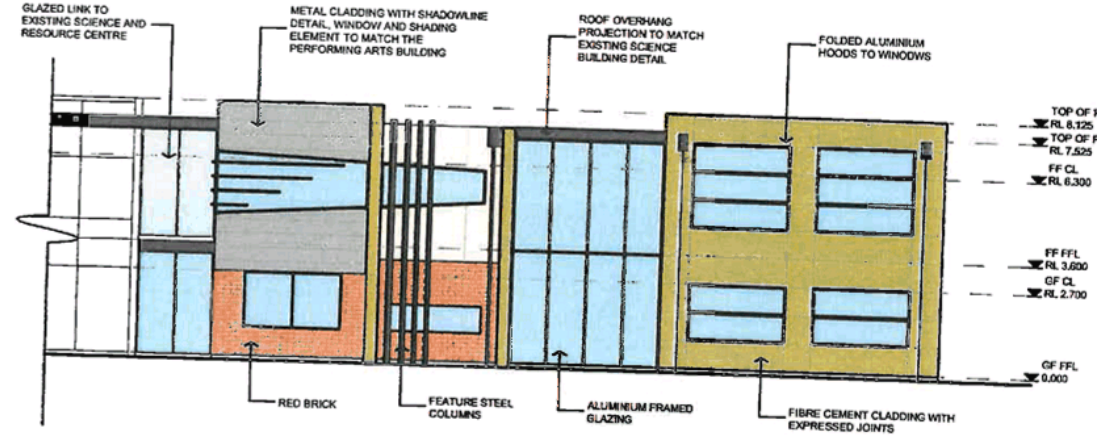 GLAZED LINK TO
EXISTING SCIENCE AND
RESOURCE CENTRE
METAL CLADDING WITH SHADOWLINE
DETAIL, WINDOW AND SHADING
ELEMENT TO MATCH THE
PERFORMING ARTS BUILDING
ROOF OVERHANG
PROJECTION TO MATCH
EXISTING SCIENCE
BUILDING DETAIL
FOLDED ALUMINIUM
HOODS TO WINODWS
TOP OF
RL 8.125
TOP OF
RL 7.525
FF CL
RL 6.300
FF FFL
RL 3.600
GF CL
RL 2.700
GF FFL
0.000
RED BRICK
FEATURE STEEL
COLUMNS
ALUMINIUM FRAMED
GLAZING
FIBRE CEMENT CLADDING WITH
EXPRESSED JOINTS